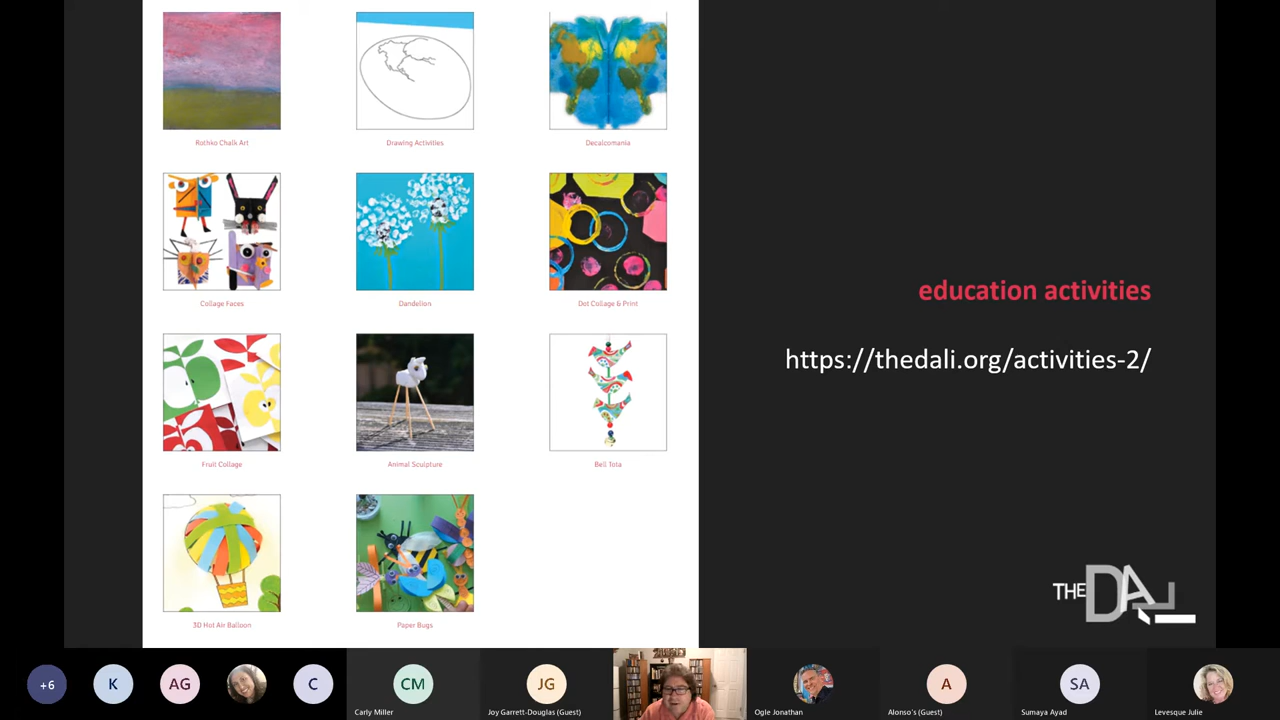 Rothko Chalk Art
Drawing Activities
Decalcomania
Collage Faces
Dandelion
Dot Collage & Print
Fruit Collage
Animal Sculpture
Bell Tota
3D Hot Air Balloon
Paper Bugs
education activities
https://thedali.org/activities-2/
THE DALI
+6
K
AG
C
CM
Carly Miller
JG
Joy Garrett-Douglas (Guest)
Ogle Jonathan
A
Alonso's (Guest)
SA
Sumaya Ayad
Levesque Julie